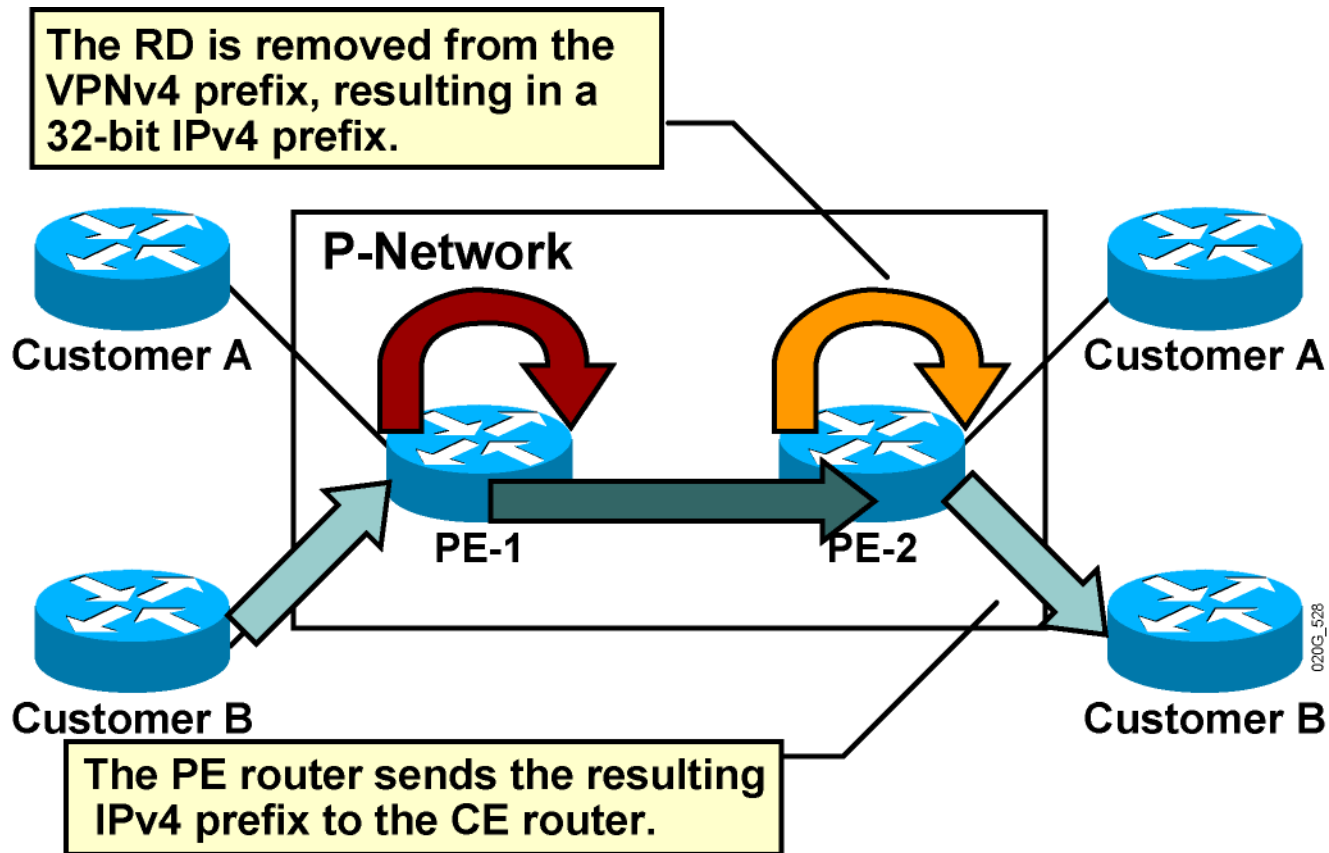 The RD is removed from the
VPNv4 prefix, resulting in a
32-bit IPv4 prefix.
P-Network
Customer A
Customer A
PE-1
PE-2
Customer B
Customer B
020G_528
The PE router sends the resulting
IPv4 prefix to the CE router.